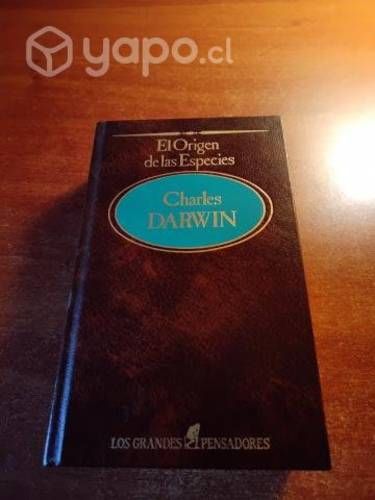 yapo.cl
El Origen
de las Especies
Charles
DARWIN
LOS GRANDES PENSADORES